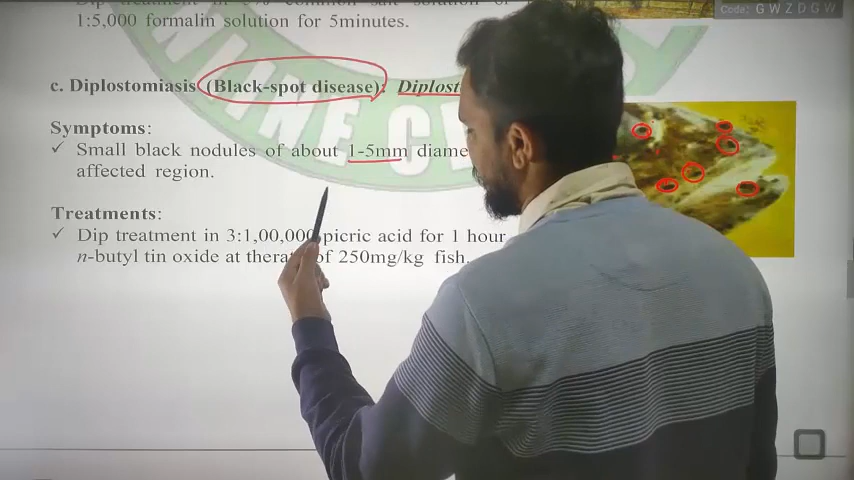 1:5,000 formalin solution for 5minutes.
Code: G W Z D G W
c. Diplostomiasis (Black-spot disease): Diplost
Symptoms:
✓ Small black nodules of about 1-5mm diame
affected region.
Treatments:
✓ Dip treatment in 3:1,00,000 picric acid for 1 hour
n-butyl tin oxide at the of 250mg/kg fish.